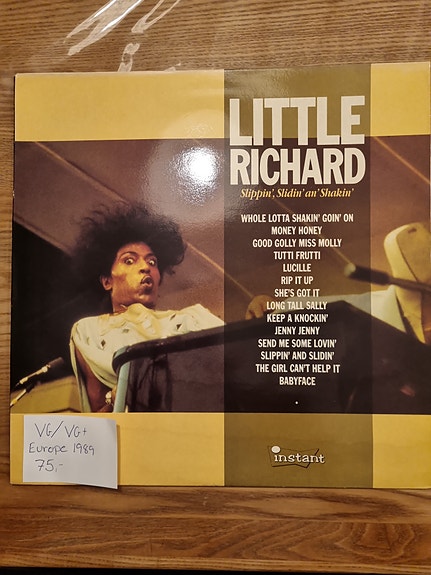 LITTLE
RICHARD
Slippin', Slidin' an' Shakin'
WHOLE LOTTA SHAKIN' GOIN' ON
MONEY HONEY
GOOD GOLLY MISS MOLLY
TUTTI FRUTTI
LUCILLE
RIP IT UP
SHE'S GOT IT
LONG TALL SALLY
KEEP A KNOCKIN'
JENNY JENNY
SEND ME SOME LOVIN'
SLIPPIN' AND SLIDIN'
THE GIRL CAN'T HELP IT
BABYFACE
instant
VG/VG+
Europe 1989
75,-